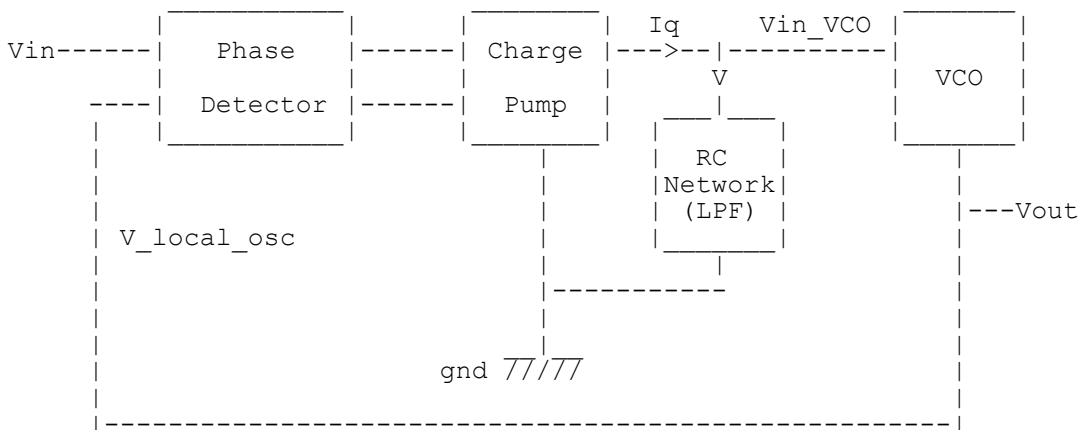 Iq Vin_VCO
Vin Phase Charge VCO
V
Detector Pump
RC
Network
(LPF)
Vout
V_local_osc
gnd